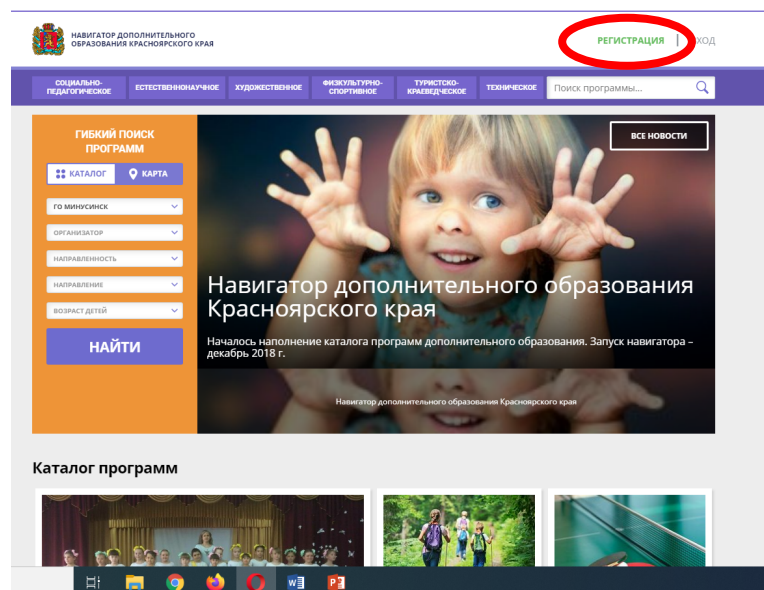 НАВИГАТОР ДОПОЛНИТЕЛЬНОГО
ОБРАЗОВАНИЯ КРАСНОЯРСКОГО КРАЯ
РЕГИСТРАЦИЯ
СОЦИАЛЬНО-
ПЕДАГОГИЧЕСКОЕ
ЕСТЕСТВЕННОНАУЧНОЕ
ХУДОЖЕСТВЕННОЕ
ФИЗКУЛЬТУРНО-
СПОРТИВНОЕ
ТУРИСТСКО-
КРАЕВЕДЧЕСКОЕ
ТЕХНИЧЕСКОЕ
Поиск программы...
ГИБКИЙ ПОИСК
ПРОГРАММ
КАТАЛОГ
КАРТА
ГО МИНУСИНСК
ОРГАНИЗАТОР
НАПРАВЛЕННОСТЬ
НАПРАВЛЕНИЕ
ВОЗРАСТ ДЕТЕЙ
НАЙТИ
ВСЕ НОВОСТИ
Навигатор дополнительного образования
Красноярского края
Началось наполнение каталога программ дополнительного образования. Запуск навигатора –
декабрь 2018 г.
Навигатор дополнительного образования Красноярского края
Каталог программ